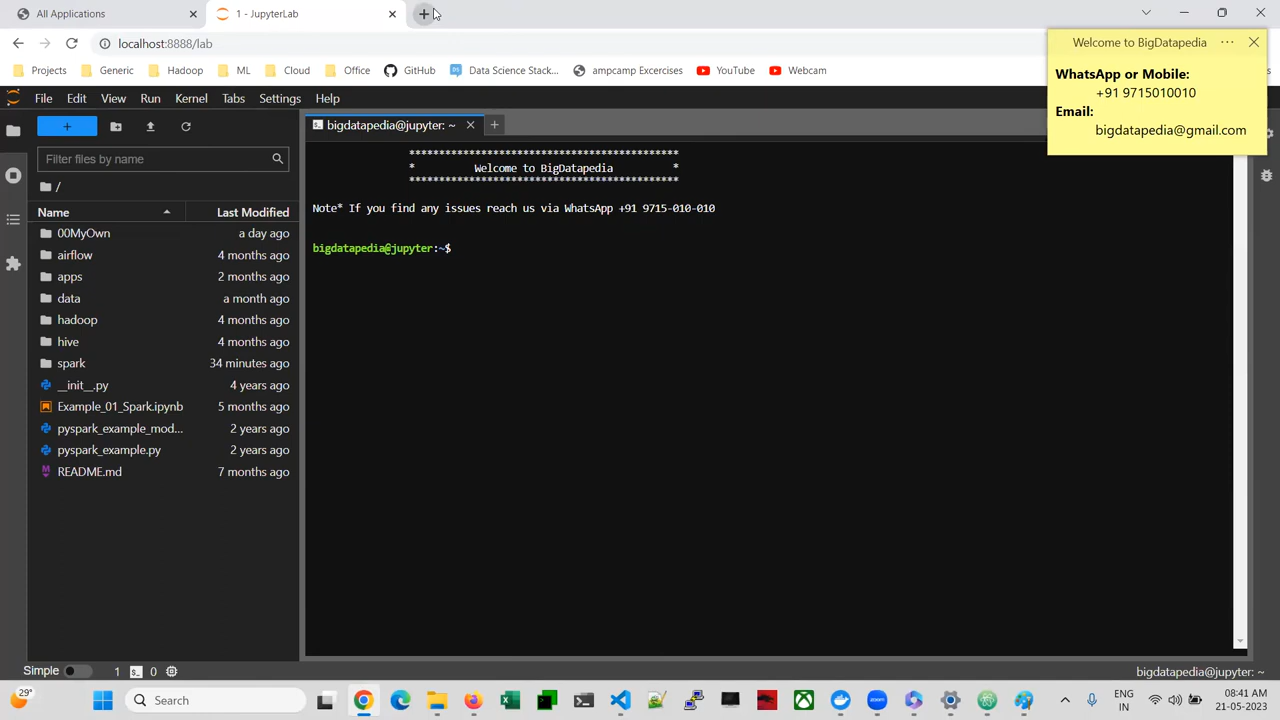 All Applications
1 - JupyterLab
localhost:8888/lab
Projects Generic Hadoop ML Cloud Office GitHub Data Science Stack... ampcamp Excercises YouTube Webcam
Welcome to BigDatapedia ...
WhatsApp or Mobile:
+91 9715010010
Email:
bigdatapedia@gmail.com
File Edit View Run Kernel Tabs Settings Help
Filter files by name
/
Name Last Modified
00MyOwn a day ago
airflow 4 months ago
apps 2 months ago
data a month ago
hadoop 4 months ago
hive 4 months ago
spark 34 minutes ago
__init__.py 4 years ago
Example_01_Spark.ipynb 5 months ago
pyspark_example_mod... 2 years ago
pyspark_example.py 2 years ago
README.md 7 months ago
bigdatapedia@jupyter: ~
*********************************************
* Welcome to BigDatapedia *
*********************************************
Note* If you find any issues reach us via WhatsApp +91 9715-010-010
bigdatapedia@jupyter:~$
Simple 1 0
bigdatapedia@jupyter: ~
29°
Search
ENG
IN
08:41 AM
21-05-2023